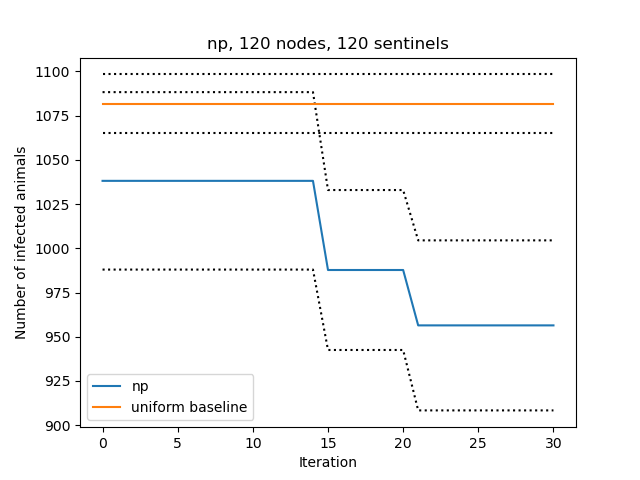 np, 120 nodes, 120 sentinels
1100
1075
1050
1025
1000
975
950
925
900
Number of infected animals
np
uniform baseline
0 5 10 15 20 25 30
Iteration